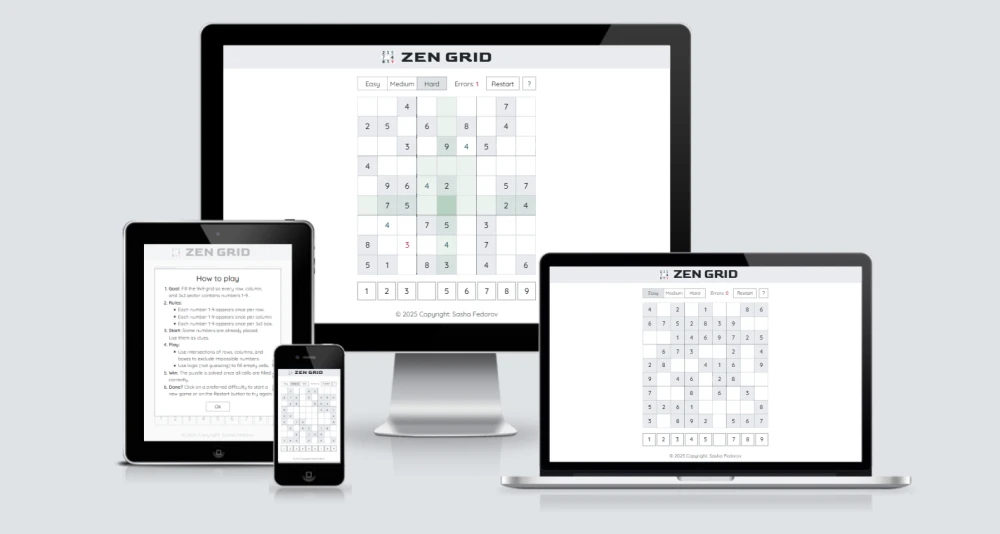 ZEN GRID
Easy Medium Hard Errors: 1 Restart ?
4 7
2 5 6 8 4
3 9 4 5
4
9 6 4 2 5 7
7 5 2 4
4 7 5 3
8 3 4 7
5 1 8 3 4 6
1 2 3 5 6 7 8 9
© 2025 Copyright: Sasha Fedorov
ZEN GRID
How to play
1. Goal: Fill the 9x9 grid so every row, column,
and 3x3 sector contains numbers 1-9.
2. Rules:
Each number 1-9 appears once per row.
Each number 1-9 appears once per column.
Each number 1-9 appears once per 3x3 box.
3. Start: Some numbers are already placed.
Use them as clues.
4. Play:
Use intersections of rows, columns, and
boxes to exclude impossible numbers.
Use logic (not guessing) to fill empty cells.
5. Win: The puzzle is solved once all cells are filled
correctly.
6. Done? Click on a preferred difficulty to start a
new game or on the Restart button to try again.
Ok
© 2025 Copyright: Sasha Fedorov
ZEN GRID
ZEN GRID
Easy Medium Hard Errors: 0 Restart ?
4 2 1 8 6
6 7 5 2 8 3 9
1 4 6 9 7 2 5
6 7 3 2 4
2 8 4 1 6 9
9 4 6 2 8
7 8 6 3
5 2 6 1 8
3 8 9 2 5 6 7
1 2 3 4 5 7 8 9
© 2025 Copyright: Sasha Fedorov